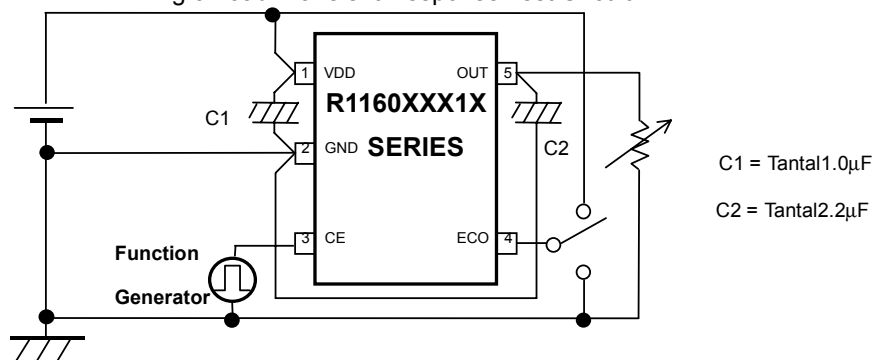 1 VDD OUT 5
R1160XXX1X
C1
2 GND SERIES C2
C1 = Tantal1.0μF
C2 = Tantal2.2μF
3 CE ECO 4
Function
Generator